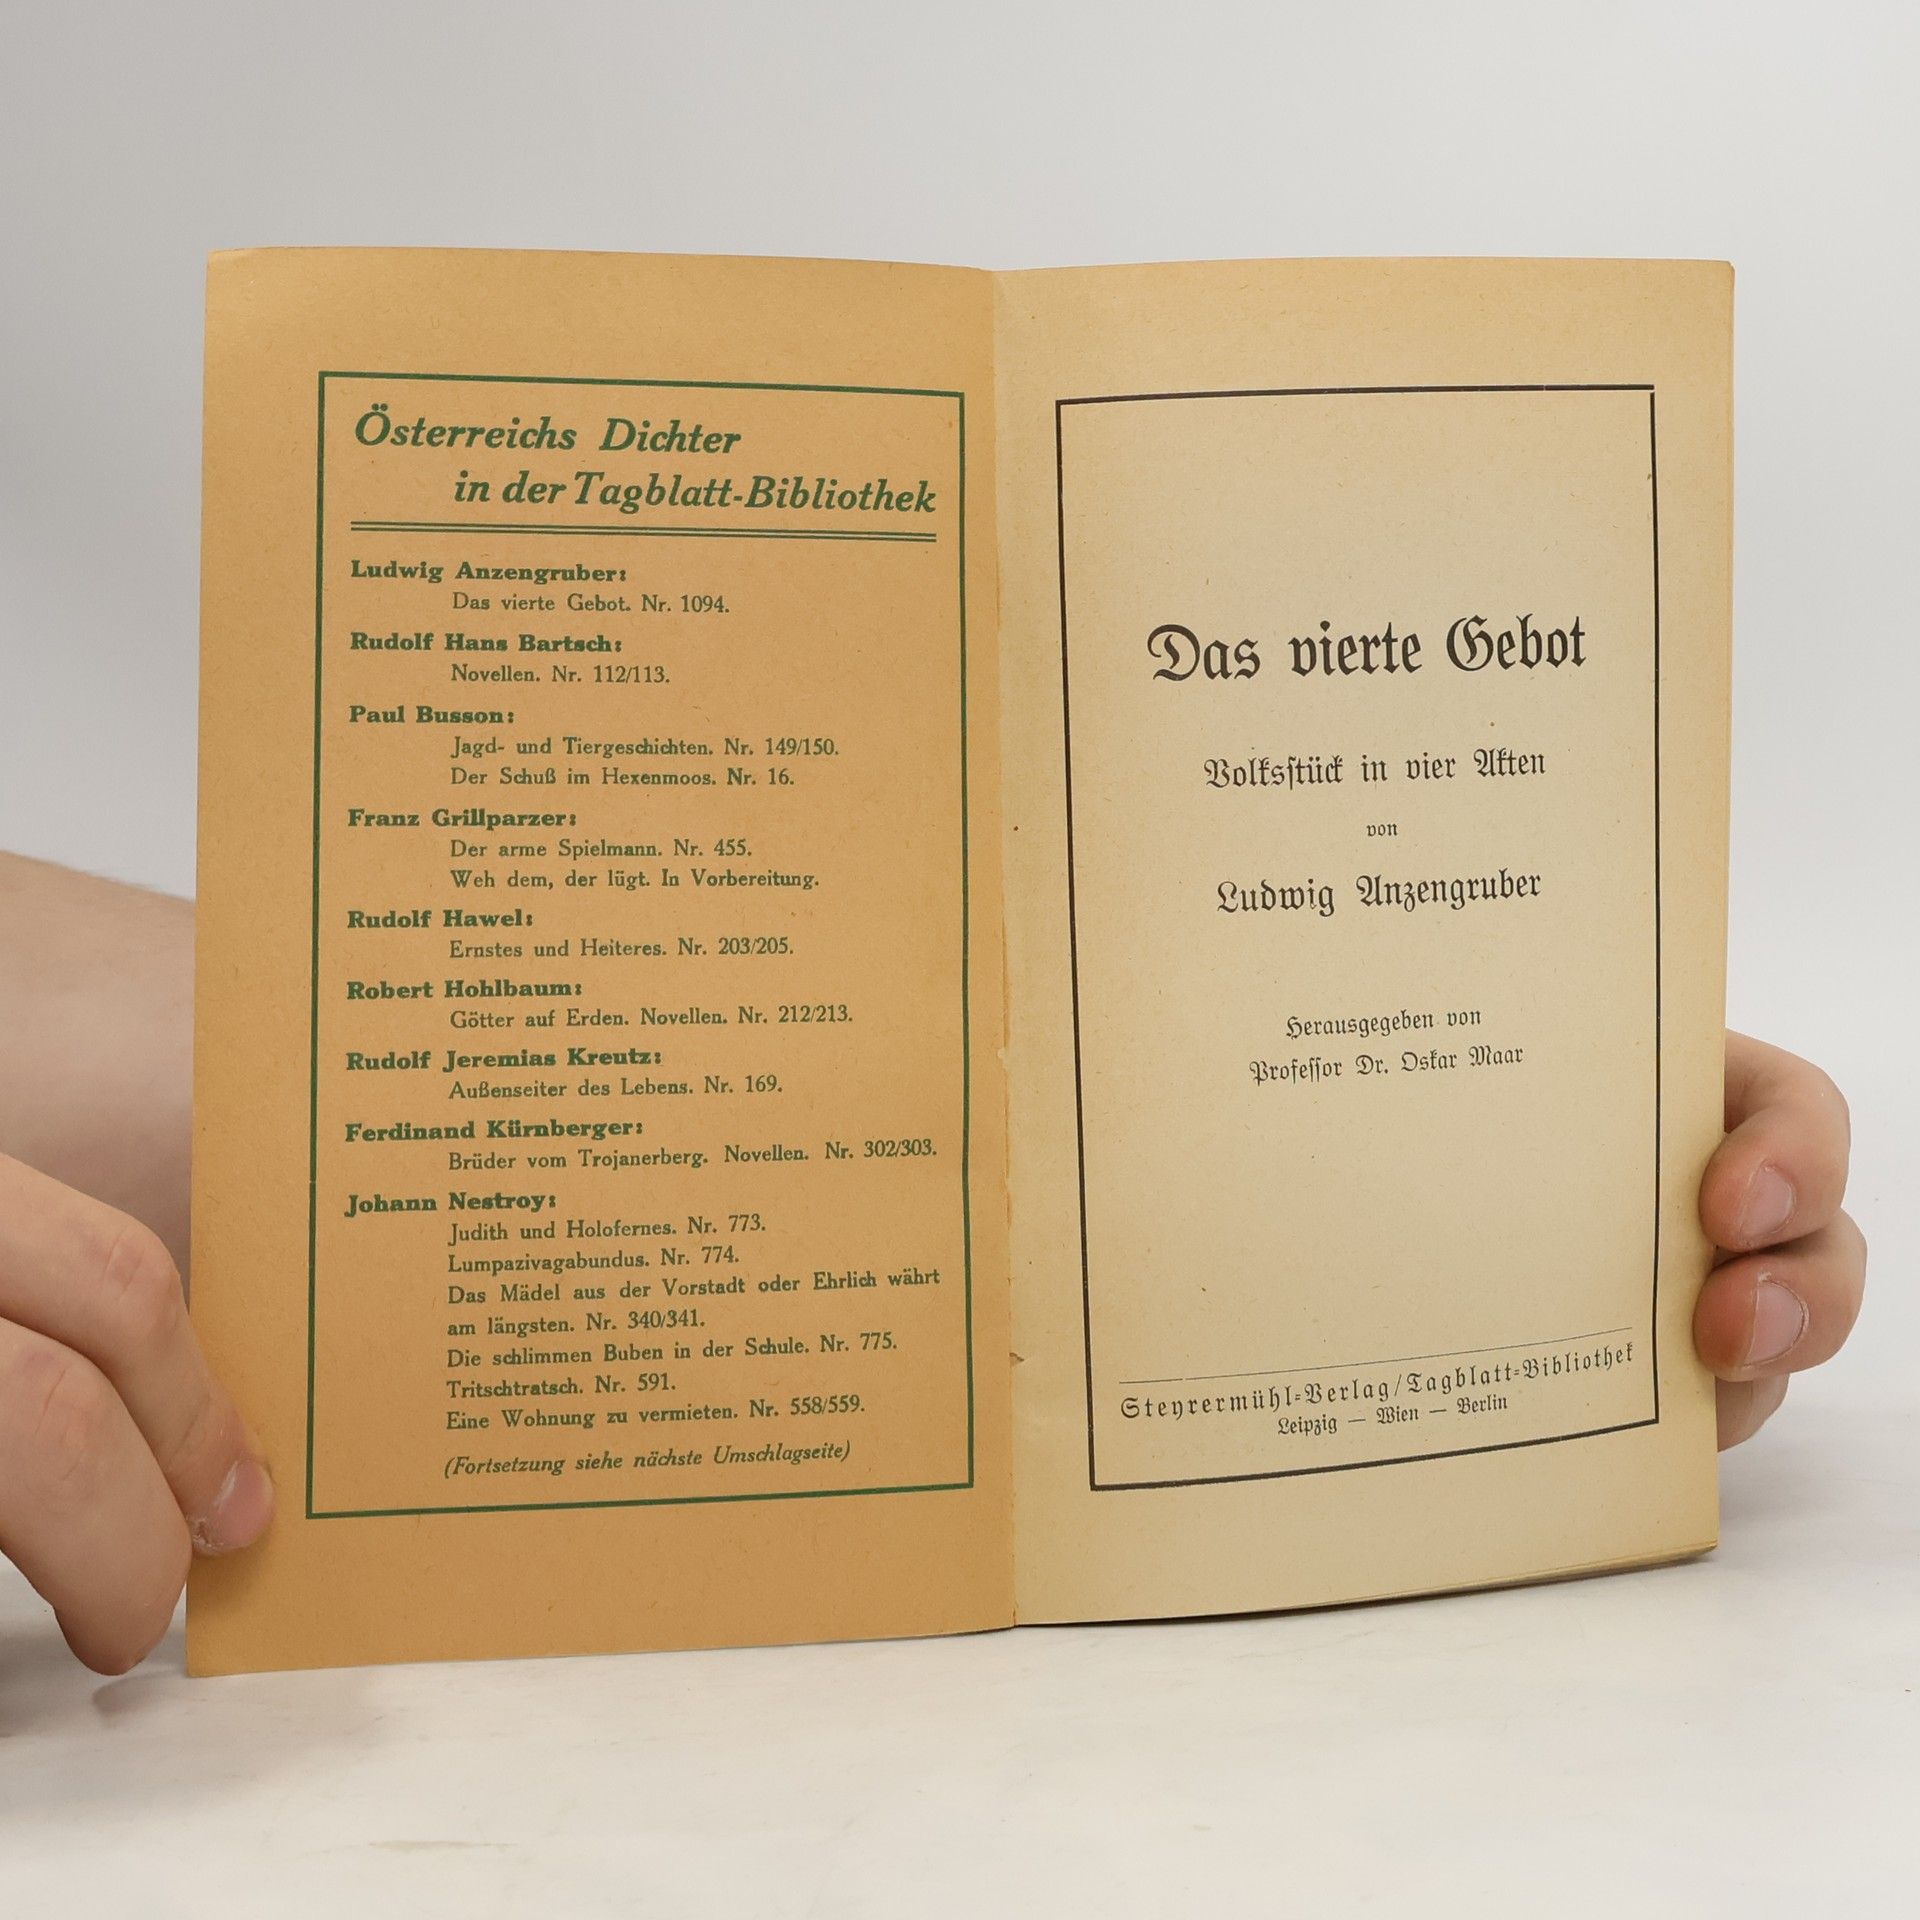 Österreichs Dichter
in der Tagblatt-Bibliothek
Ludwig Anzengruber:
Das vierte Gebot. Nr. 1094.
Rudolf Hans Bartsch:
Novellen. Nr. 112/113.
Paul Busson:
Jagd- und Tiergeschichten. Nr. 149/150.
Der Schuß im Hexenmoos. Nr. 16.
Franz Grillparzer:
Der arme Spielmann. Nr. 455.
Weh dem, der lügt. In Vorbereitung.
Rudolf Hawel:
Ernstes und Heiteres. Nr. 203/205.
Robert Hohlbaum:
Götter auf Erden. Novellen. Nr. 212/213.
Rudolf Jeremias Kreutz:
Außenseiter des Lebens. Nr. 169.
Ferdinand Kürnberger:
Brüder vom Trojanerberg. Novellen. Nr. 302/303.
Johann Nestroy:
Judith und Holofernes. Nr. 773.
Lumpazivagabundus. Nr. 774.
Das Mädel aus der Vorstadt oder Ehrlich währt
am längsten. Nr. 340/341.
Die schlimmen Buben in der Schule. Nr. 775.
Tritschtratsch. Nr. 591.
Eine Wohnung zu vermieten. Nr. 558/559.
(Fortsetzung siehe nächste Umschlagseite)
Das vierte Gebot
Volksstück in vier Akten
von
Ludwig Anzengruber
Herausgegeben von
Professor Dr. Oskar Maar
Steyrermühl-Verlag/Tagblatt-Bibliothek
Leipzig — Wien — Berlin